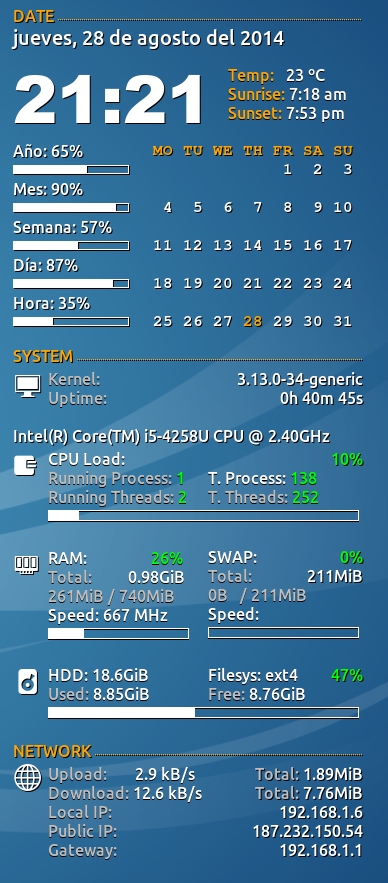 DATE
jueves, 28 de agosto del 2014
21:21
Temp: 23 ºC
Sunrise: 7:18 am
Sunset: 7:53 pm
Año: 65%
Mes: 90%
Semana: 57%
Día: 87%
Hora: 35%
MO TU WE TH FR SA SU
1 2 3
4 5 6 7 8 9 10
11 12 13 14 15 16 17
18 19 20 21 22 23 24
25 26 27 28 29 30 31
SYSTEM
Kernel: 3.13.0-34-generic
Uptime: 0h 40m 45s
Intel(R) Core(TM) i5-4258U CPU @ 2.40GHz
CPU Load: 10%
Running Process: 1 T. Process: 138
Running Threads: 2 T. Threads: 252
RAM: 26% SWAP: 0%
Total: 0.98GiB Total: 211MiB
261MiB / 740MiB 0B / 211MiB
Speed: 667 MHz Speed:
HDD: 18.6GiB Filesys: ext4 47%
Used: 8.85GiB Free: 8.76GiB
NETWORK
Upload: 2.9 kB/s Total: 1.89MiB
Download: 12.6 kB/s Total: 7.76MiB
Local IP: 192.168.1.6
Public IP: 187.232.150.54
Gateway: 192.168.1.1